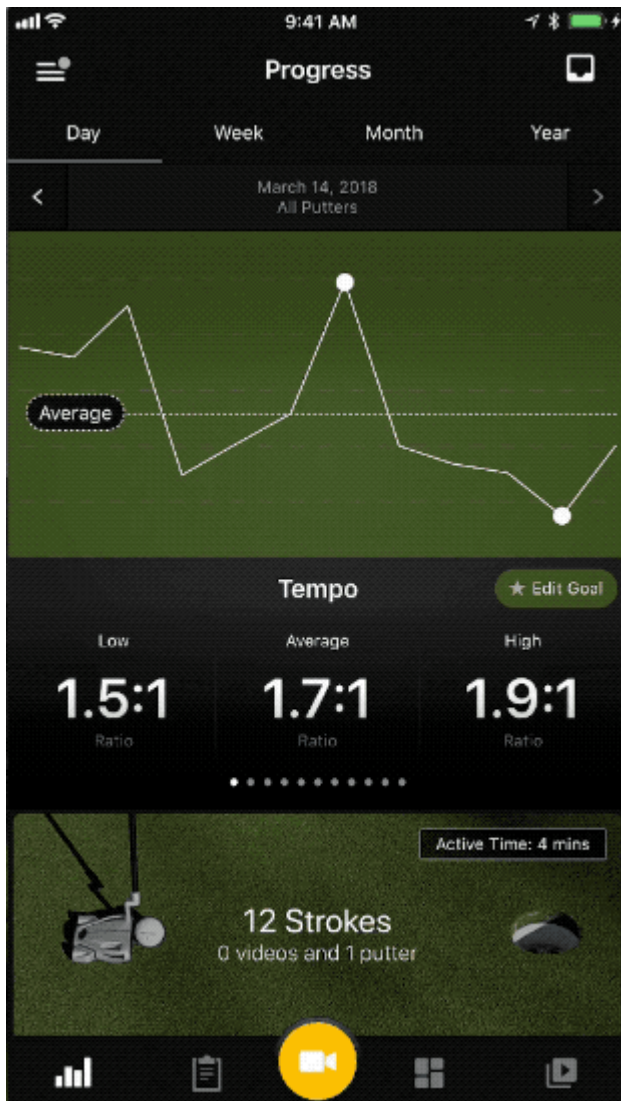 9:41 AM
Progress
Day Week Month Year
March 14, 2018
All Putters
Average
Tempo
Edit Goal
Low Average High
1.5:1 1.7:1 1.9:1
Ratio Ratio Ratio
Active Time: 4 mins
12 Strokes
0 videos and 1 putter